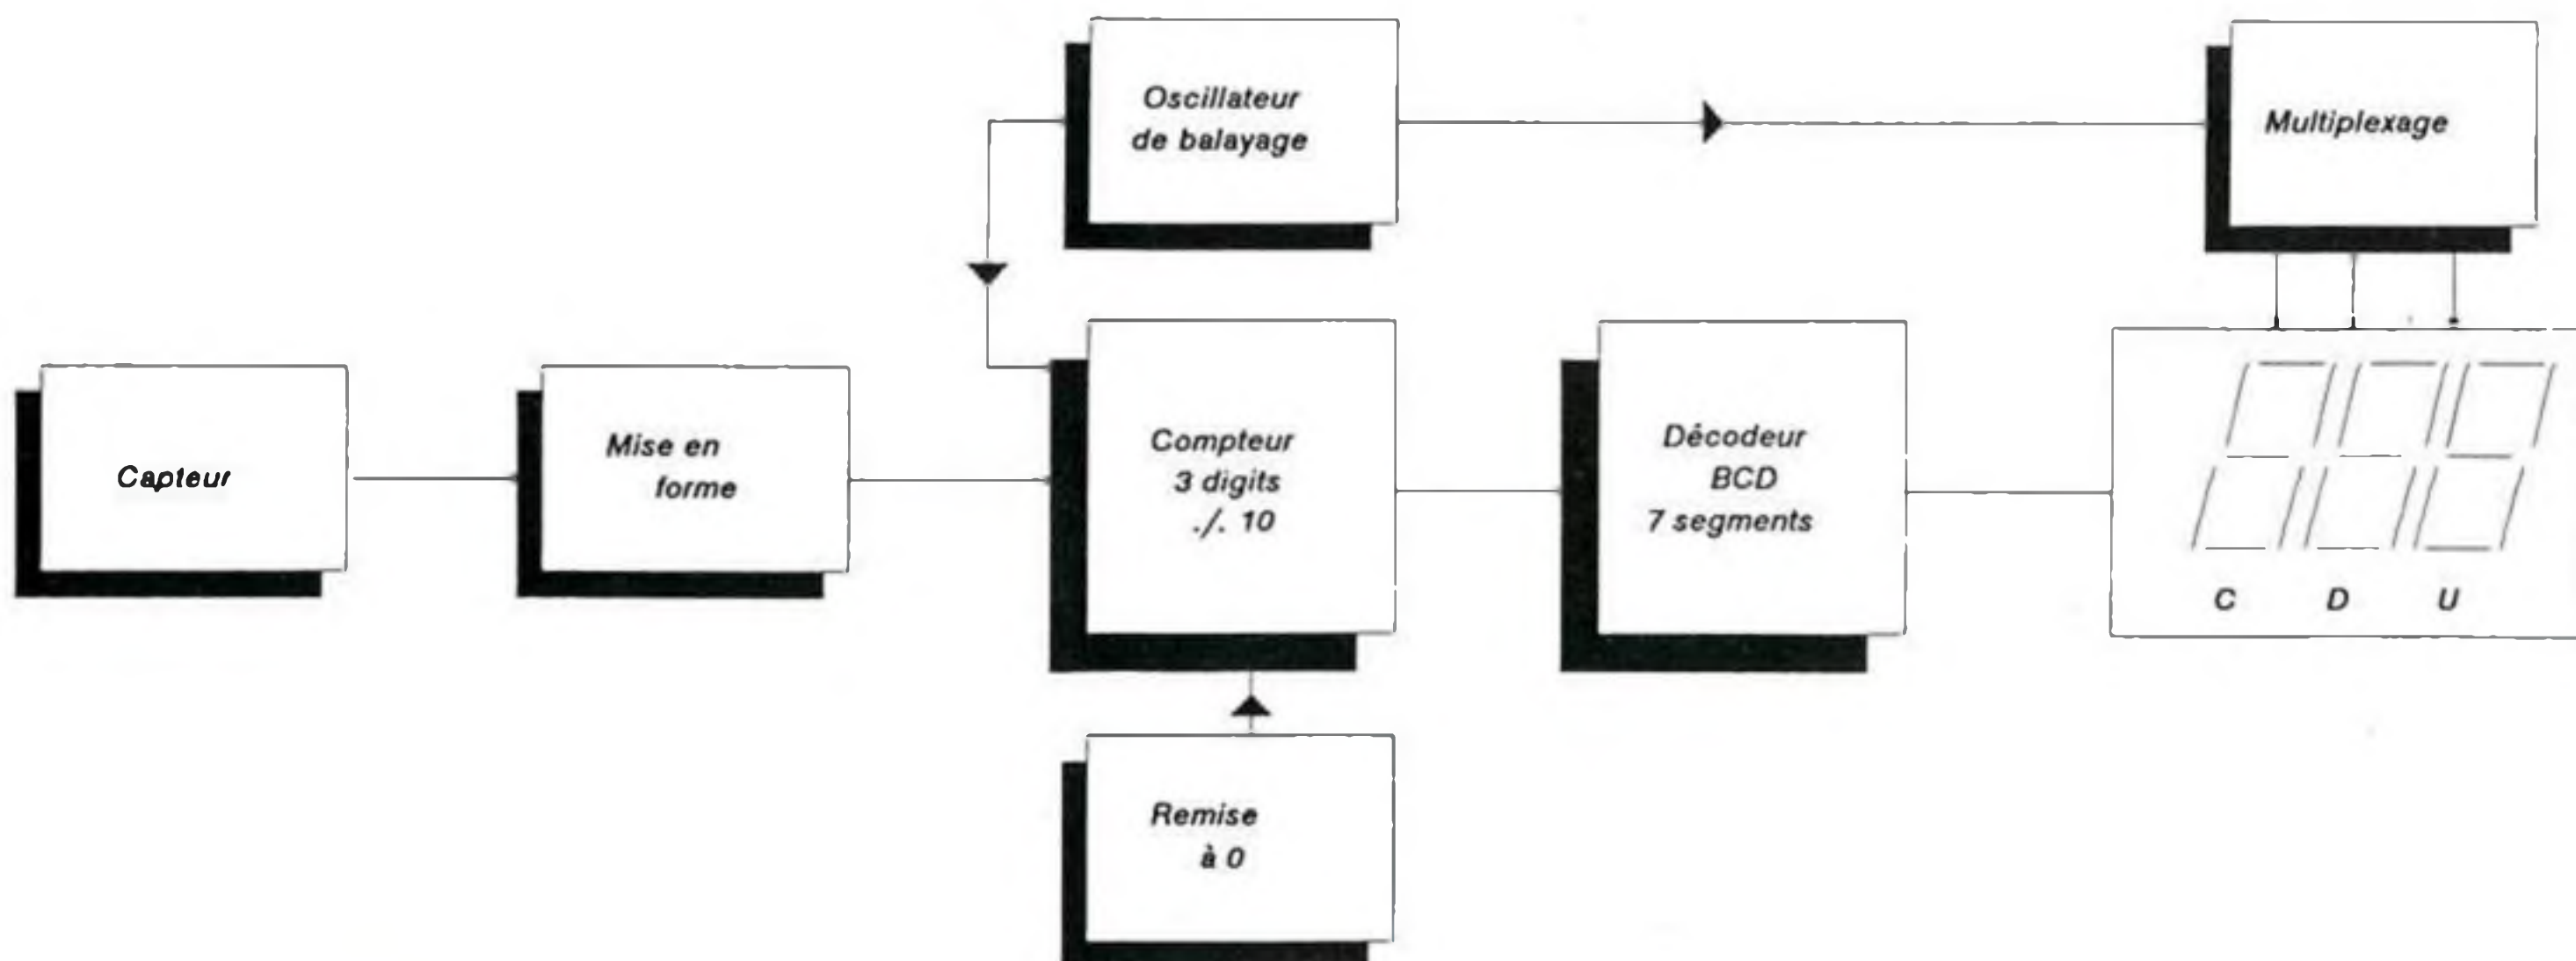 Oscillateur
de balayage
Multiplexage
Capteur
Mise en
forme
Compteur
3 digits
./. 10
Décodeur
BCD
7 segments
C D U
Remise
à 0